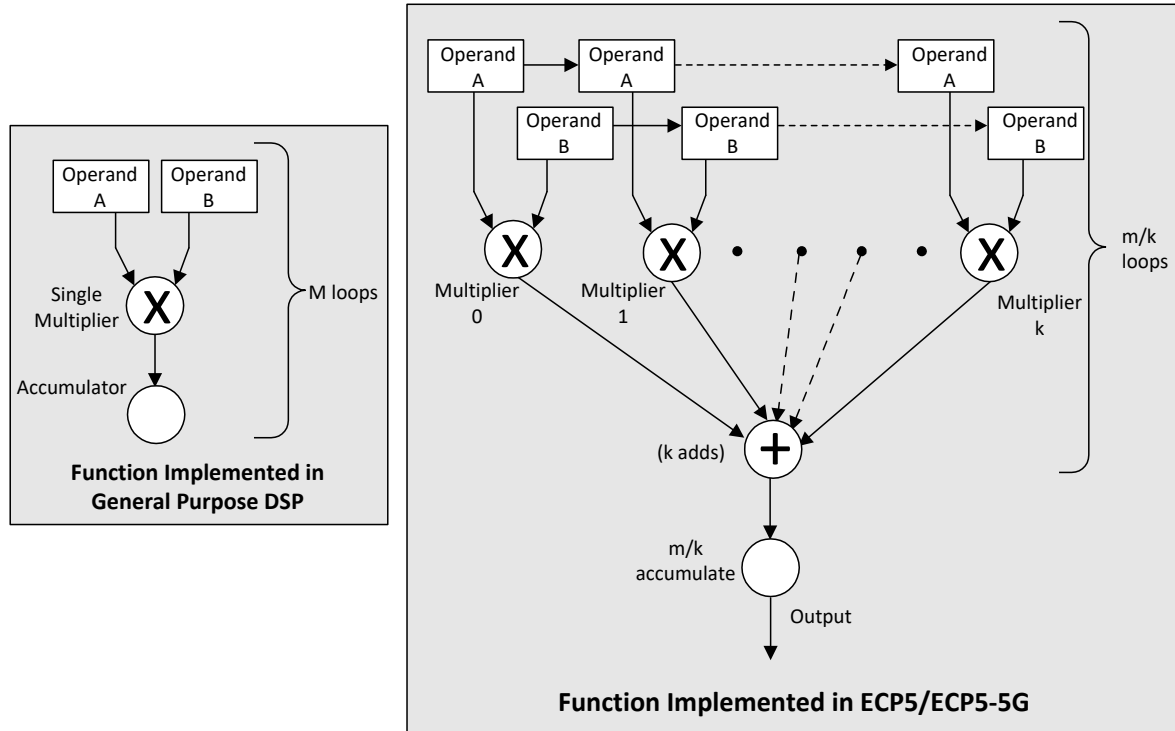 Operand
A
Operand
B
Single
Multiplier
X
M loops
Accumulator
Function Implemented in
General Purpose DSP
Operand
A
Operand
A
Operand
A
Operand
B
Operand
B
Operand
B
X
X
X
m/k
loops
Multiplier
0
Multiplier
1
Multiplier
k
(k adds)
+
m/k
accumulate
Output
Function Implemented in ECP5/ECP5-5G